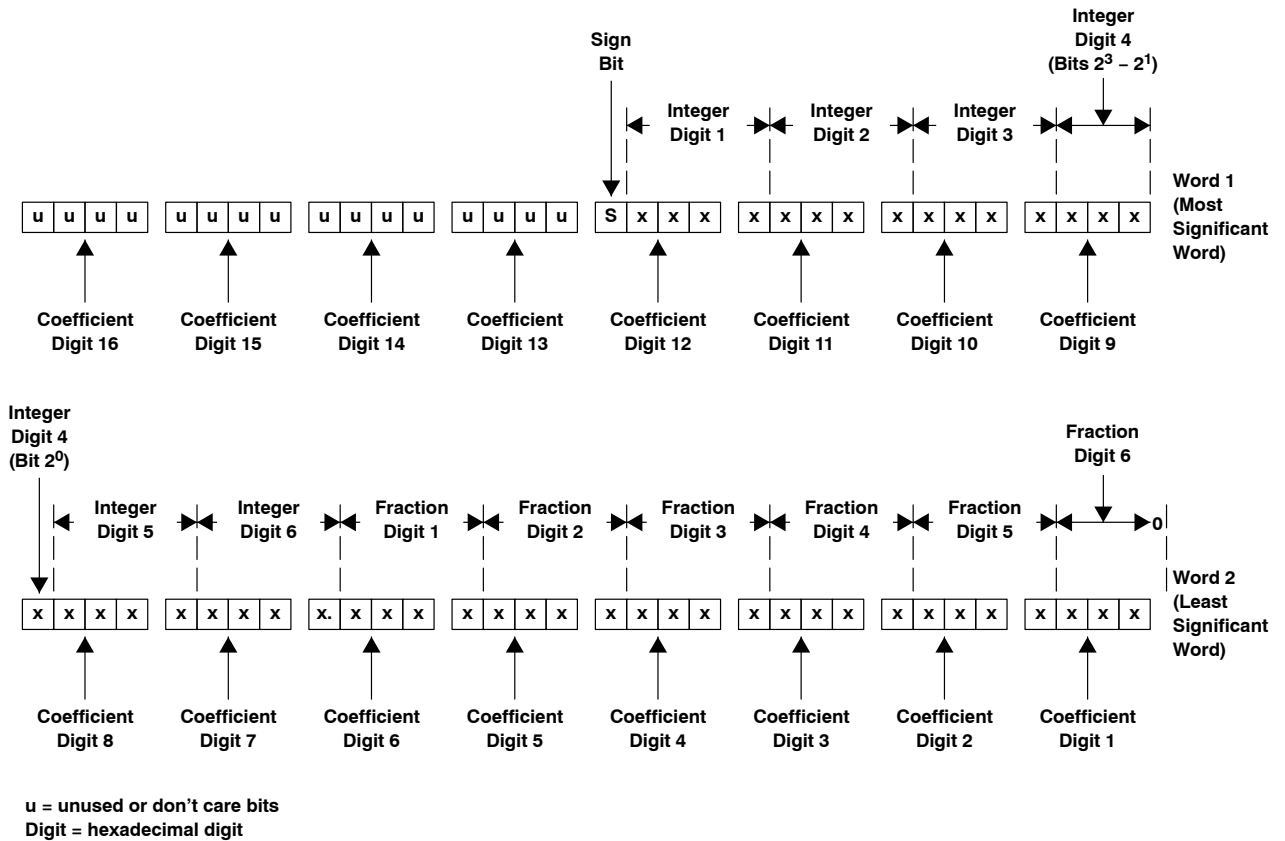 Sign
Bit
Integer
Digit 4
(Bits 2³ – 2¹)
Integer
Digit 1
Integer
Digit 2
Integer
Digit 3
u u u u u u u u u u u u u u u u S x x x x x x x x x x x x x x x
Word 1
(Most
Significant
Word)
Coefficient
Digit 16
Coefficient
Digit 15
Coefficient
Digit 14
Coefficient
Digit 13
Coefficient
Digit 12
Coefficient
Digit 11
Coefficient
Digit 10
Coefficient
Digit 9
Integer
Digit 4
(Bit 2⁰)
Integer
Digit 5
Integer
Digit 6
Fraction
Digit 1
Fraction
Digit 2
Fraction
Digit 3
Fraction
Digit 4
Fraction
Digit 5
Fraction
Digit 6
0
x x x x x x x x x. x x x x x x x x x x x x x x x x x x x x x x x
Word 2
(Least
Significant
Word)
Coefficient
Digit 8
Coefficient
Digit 7
Coefficient
Digit 6
Coefficient
Digit 5
Coefficient
Digit 4
Coefficient
Digit 3
Coefficient
Digit 2
Coefficient
Digit 1
u = unused or don’t care bits
Digit = hexadecimal digit